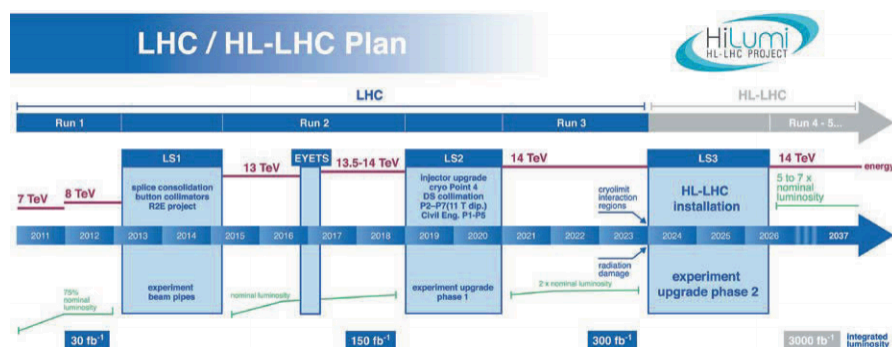 LHC / HL-LHC Plan
HiLumi
HL-LHC PROJECT
LHC
HL-LHC
Run 1
Run 2
Run 3
Run 4 - 5...
LS1
EYETS
LS2
LS3
7 TeV
8 TeV
13 TeV
13.5-14 TeV
14 TeV
14 TeV
energy
splice consolidation
button collimators
R2E project
injector upgrade
cryo Point 4
DS collimation
P2-P7(11 T dip.)
Civil Eng. P1-P5
cryolimit
interaction
regions
HL-LHC
installation
5 to 7 x
nominal
luminosity
2011 2012 2013 2014 2015 2016 2017 2018 2019 2020 2021 2022 2023 2024 2025 2026 2037
75%
nominal
luminosity
experiment
beam pipes
nominal luminosity
experiment upgrade
phase 1
2 x nominal luminosity
radiation
damage
experiment
upgrade phase 2
30 fb⁻¹
150 fb⁻¹
300 fb⁻¹
3000 fb⁻¹
Integrated
luminosity